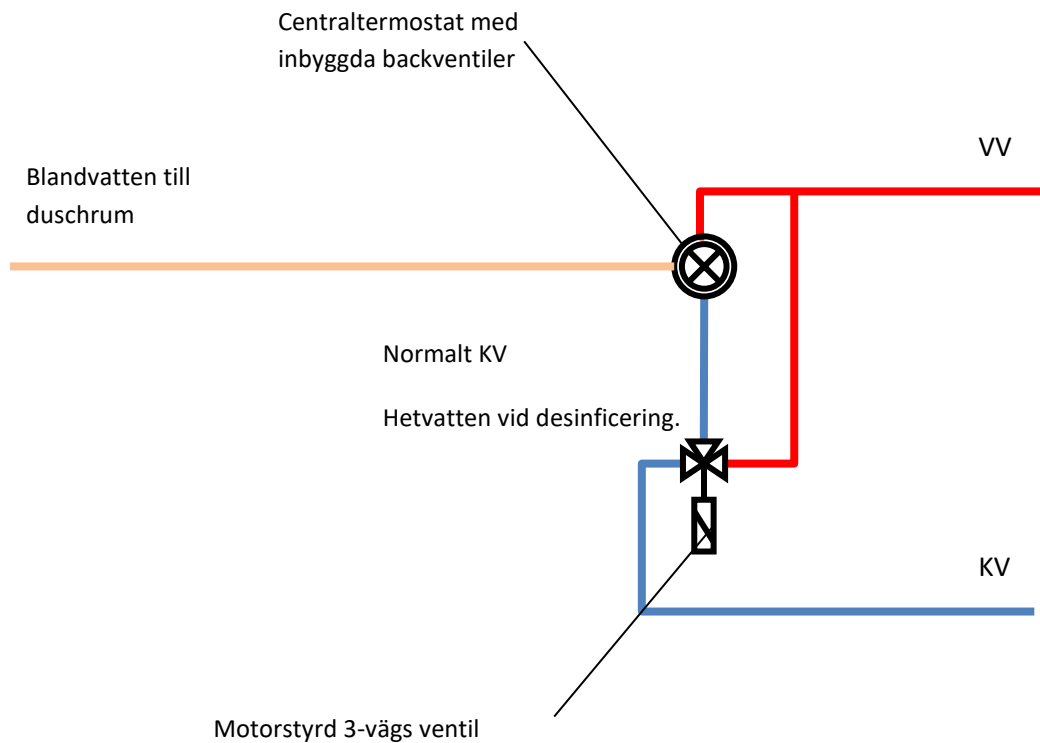 Centraltermostat med
inbyggda backventiler
VV
Blandvatten till
duschrum
Normalt KV
Hetvatten vid desinficering.
KV
Motorstyrd 3-vägs ventil